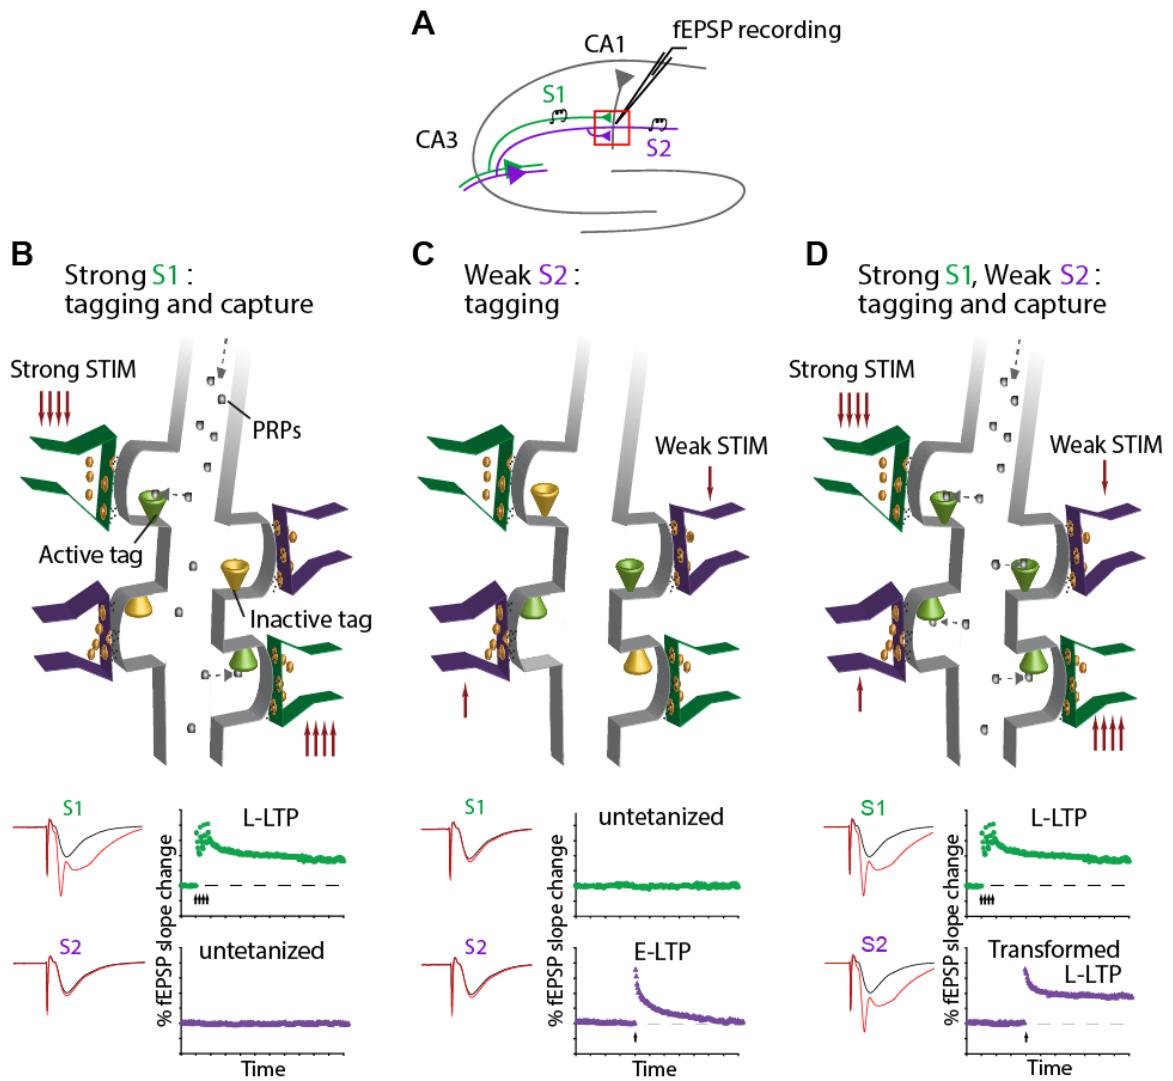 A
fEPSP recording
CA1
S1
CA3
S2
B
Strong S1 :
tagging and capture
Strong STIM
PRPs
Active tag
Inactive tag
S1
L-LTP
S2
untetanized
% fEPSP slope change
Time
C
Weak S2 :
tagging
Weak STIM
S1
untetanized
S2
E-LTP
% fEPSP slope change
Time
D
Strong S1, Weak S2 :
tagging and capture
Strong STIM
Weak STIM
S1
L-LTP
S2
Transformed
L-LTP
% fEPSP slope change
Time